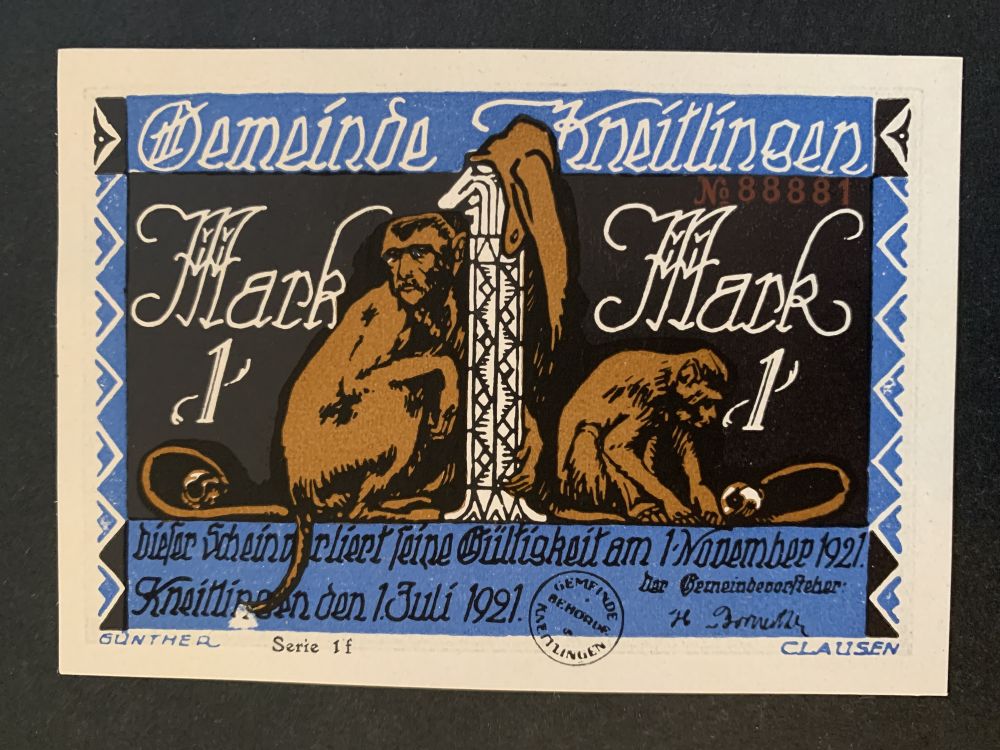 Gemeinde Kneitlingen
№ 88881
Mark Mark
1 1 1
dieser Schein verliert seine Gültigkeit am 1. November 1921.
Kneitlingen den 1. Juli 1921.
der Gemeindevorsteher:
H
GEMEINDE
BEHÖRDE
KNEITLINGEN
GÜNTHER Serie 1f CLAUSEN